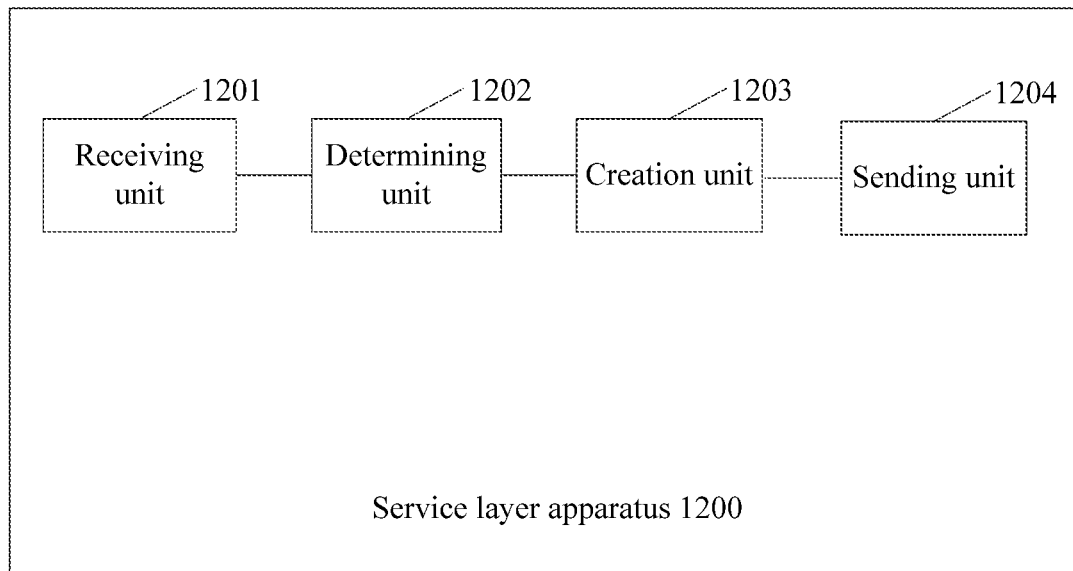 1201
1202
1203
1204
Receiving
unit
Determining
unit
Creation unit
Sending unit
Service layer apparatus 1200